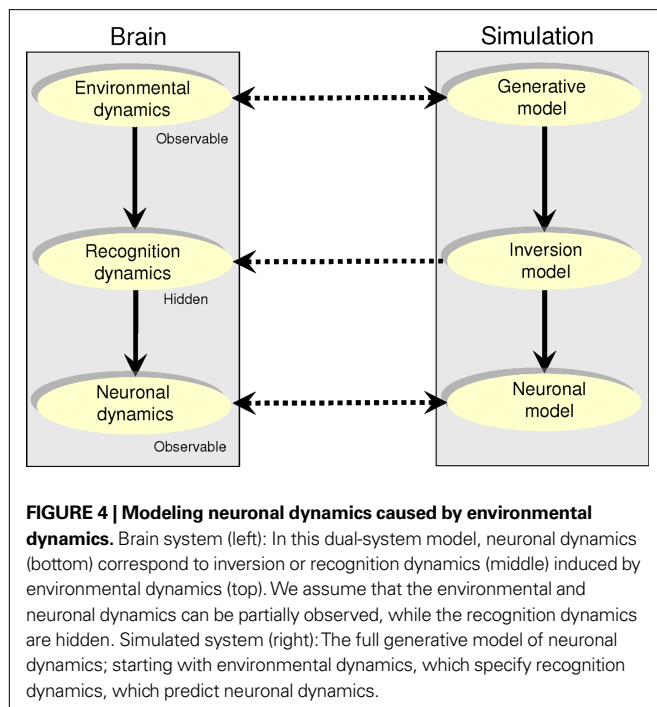 Brain
Simulation
Environmental
dynamics
Observable
Generative
model
Recognition
dynamics
Hidden
Inversion
model
Neuronal
dynamics
Observable
Neuronal
model
FIGURE 4 | Modeling neuronal dynamics caused by environmental
dynamics. Brain system (left): In this dual-system model, neuronal dynamics
(bottom) correspond to inversion or recognition dynamics (middle) induced by
environmental dynamics (top). We assume that the environmental and
neuronal dynamics can be partially observed, while the recognition dynamics
are hidden. Simulated system (right): The full generative model of neuronal
dynamics; starting with environmental dynamics, which specify recognition
dynamics, which predict neuronal dynamics.